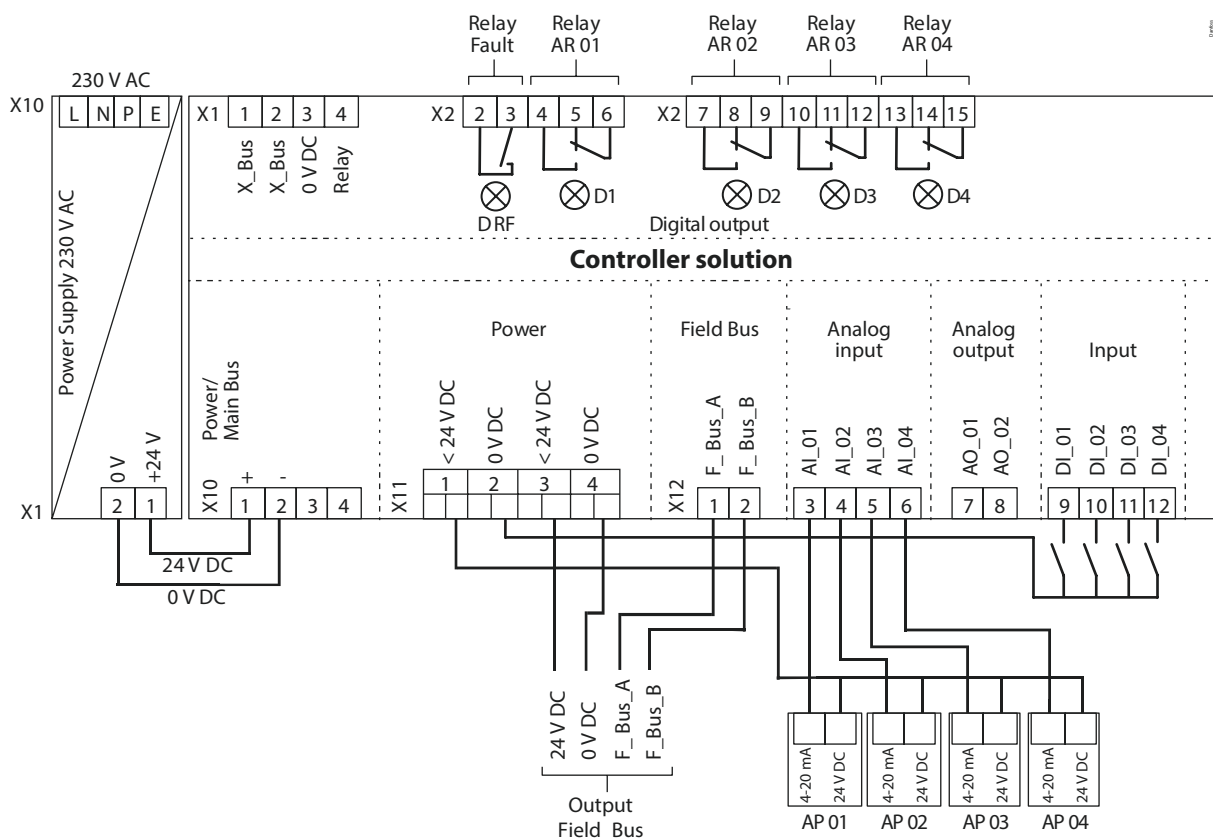 Danfoss
Relay Fault
Relay AR 01
Relay AR 02
Relay AR 03
Relay AR 04
230 V AC
X10
L N P E
X1 1 2 3 4
X2 2 3 4 5 6
X2 7 8 9 10 11 12 13 14 15
X_Bus
X_Bus
0 V DC
Relay
DRF
D1
D2
D3
D4
Digital output
Controller solution
Power Supply 230 V AC
Power
Field Bus
Analog input
Analog output
Input
Power/
Main Bus
< 24 V DC
0 V DC
< 24 V DC
0 V DC
F_ Bus_A
F_ Bus_B
AI_01
AI_02
AI_03
AI_04
AO_01
AO_02
DI_01
DI_02
DI_03
DI_04
0 V
+24 V
+ -
X1
2 1
X10
1 2 3 4
X11
1 2 3 4
X12
1 2
3 4 5 6
7 8
9 10 11 12
24 V DC
0 V DC
24 V DC
0 V DC
F_ Bus_A
F_Bus_B
Output
Field Bus
4-20 mA
24 V DC
4-20 mA
24 V DC
4-20 mA
24 V DC
4-20 mA
24 V DC
AP 01
AP 02
AP 03
AP 04